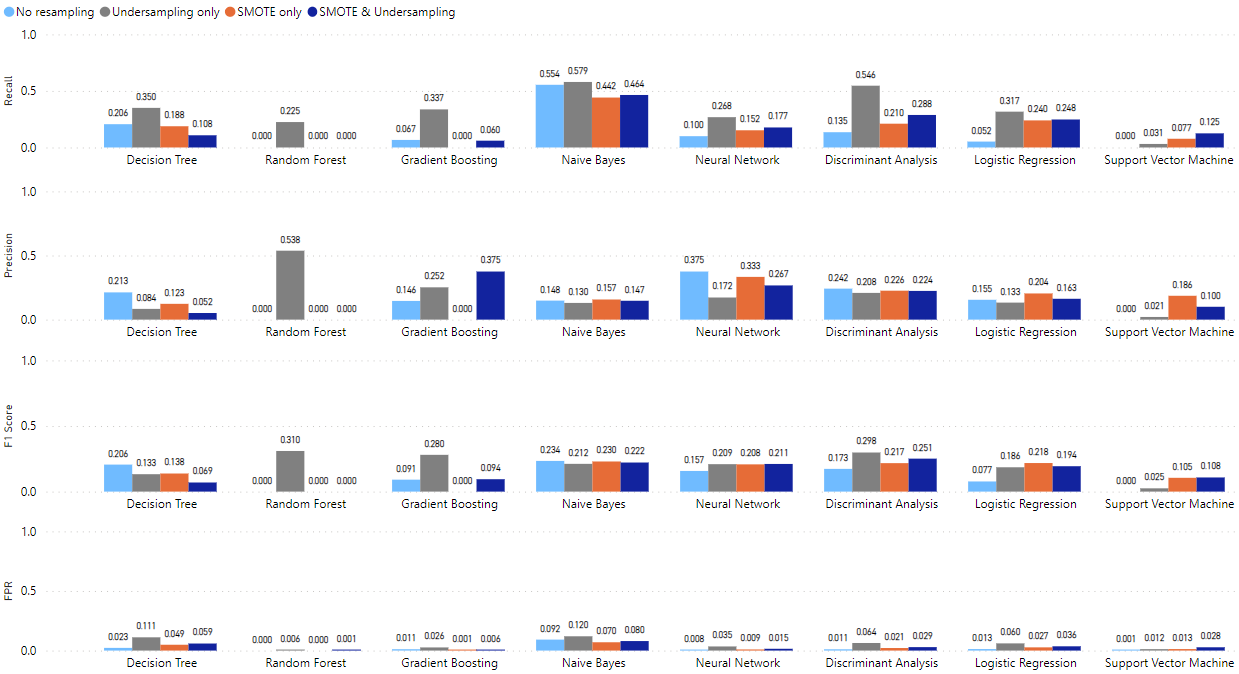 No resampling Undersampling only SMOTE only SMOTE & Undersampling
1.0
0.5
0.0
Recall
0.206 0.350 0.188 0.108
0.000 0.225 0.000 0.000
0.067 0.337 0.000 0.060
0.554 0.579 0.442 0.464
0.100 0.268 0.152 0.177
0.135 0.546 0.210 0.288
0.052 0.317 0.240 0.248
0.000 0.031 0.077 0.125
Decision Tree Random Forest Gradient Boosting Naive Bayes Neural Network Discriminant Analysis Logistic Regression Support Vector Machine
1.0
0.5
0.0
Precision
0.213 0.084 0.123 0.052
0.000 0.538 0.000 0.000
0.146 0.252 0.000 0.375
0.148 0.130 0.157 0.147
0.375 0.172 0.333 0.267
0.242 0.208 0.226 0.224
0.155 0.133 0.204 0.163
0.000 0.021 0.186 0.100
Decision Tree Random Forest Gradient Boosting Naive Bayes Neural Network Discriminant Analysis Logistic Regression Support Vector Machine
1.0
0.5
0.0
F1 Score
0.206 0.133 0.138 0.069
0.000 0.310 0.000 0.000
0.091 0.280 0.000 0.094
0.234 0.212 0.230 0.222
0.157 0.209 0.208 0.211
0.173 0.298 0.217 0.251
0.077 0.186 0.218 0.194
0.000 0.025 0.105 0.108
Decision Tree Random Forest Gradient Boosting Naive Bayes Neural Network Discriminant Analysis Logistic Regression Support Vector Machine
1.0
0.5
0.0
FPR
0.023 0.111 0.049 0.059
0.000 0.006 0.000 0.001
0.011 0.026 0.001 0.006
0.092 0.120 0.070 0.080
0.008 0.035 0.009 0.015
0.011 0.064 0.021 0.029
0.013 0.060 0.027 0.036
0.001 0.012 0.013 0.028
Decision Tree Random Forest Gradient Boosting Naive Bayes Neural Network Discriminant Analysis Logistic Regression Support Vector Machine